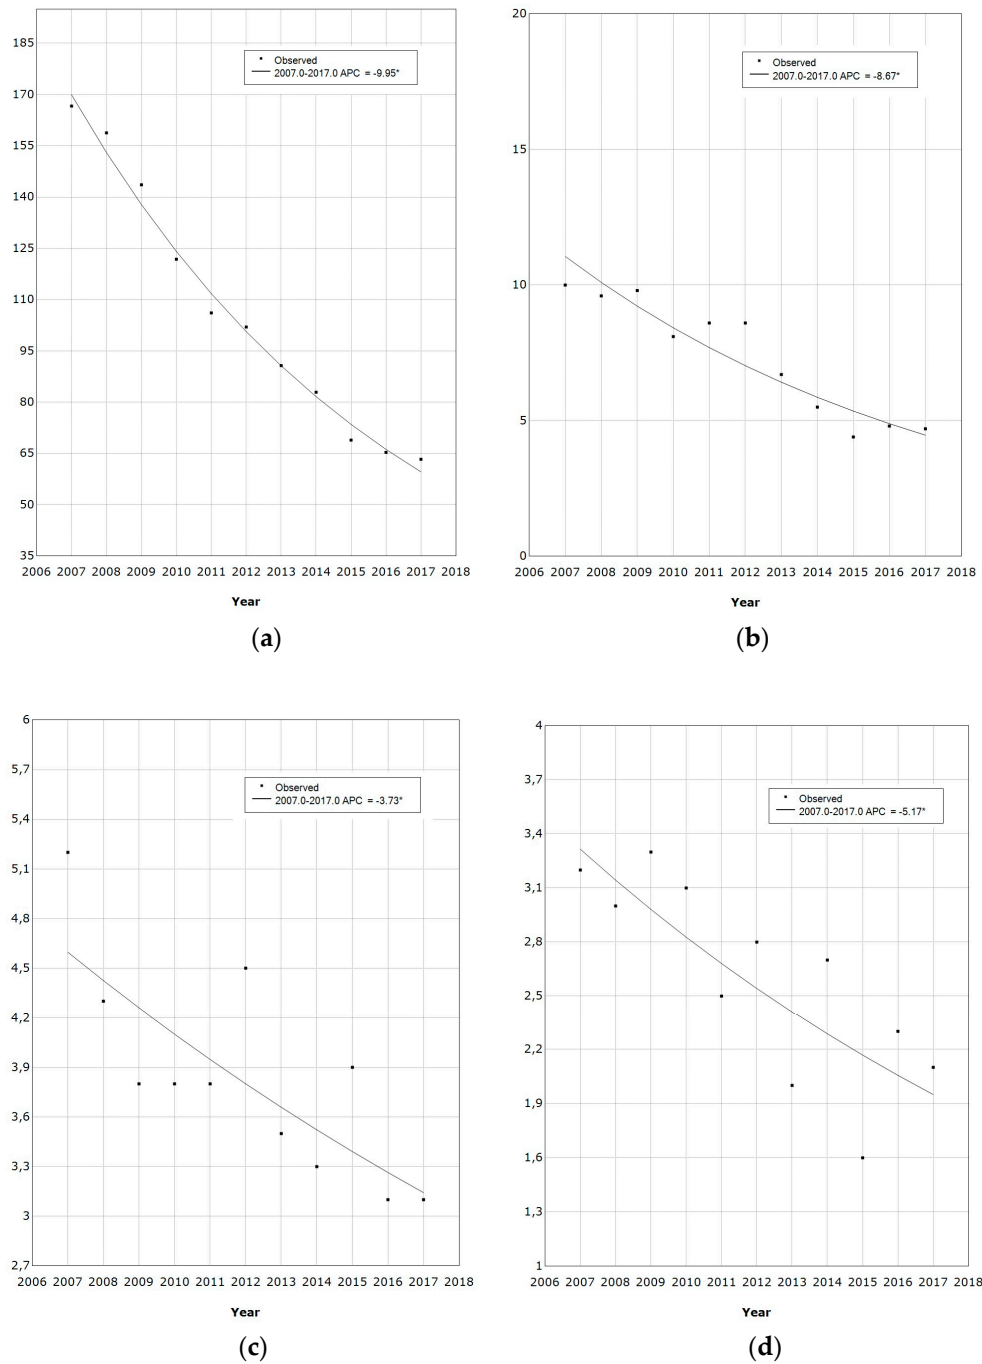 185
170
155
140
125
110
95
80
65
50
35
Observed
2007.0-2017.0 APC = -9.95*
2006 2007 2008 2009 2010 2011 2012 2013 2014 2015 2016 2017 2018
Year
(a)
20
15
10
5
0
Observed
2007.0-2017.0 APC = -8.67*
2006 2007 2008 2009 2010 2011 2012 2013 2014 2015 2016 2017 2018
Year
(b)
6
5,7
5,4
5,1
4,8
4,5
4,2
3,9
3,6
3,3
3
2,7
Observed
2007.0-2017.0 APC = -3.73*
2006 2007 2008 2009 2010 2011 2012 2013 2014 2015 2016 2017 2018
Year
(c)
4
3,7
3,4
3,1
2,8
2,5
2,2
1,9
1,6
1,3
1
Observed
2007.0-2017.0 APC = -5.17*
2006 2007 2008 2009 2010 2011 2012 2013 2014 2015 2016 2017 2018
Year
(d)